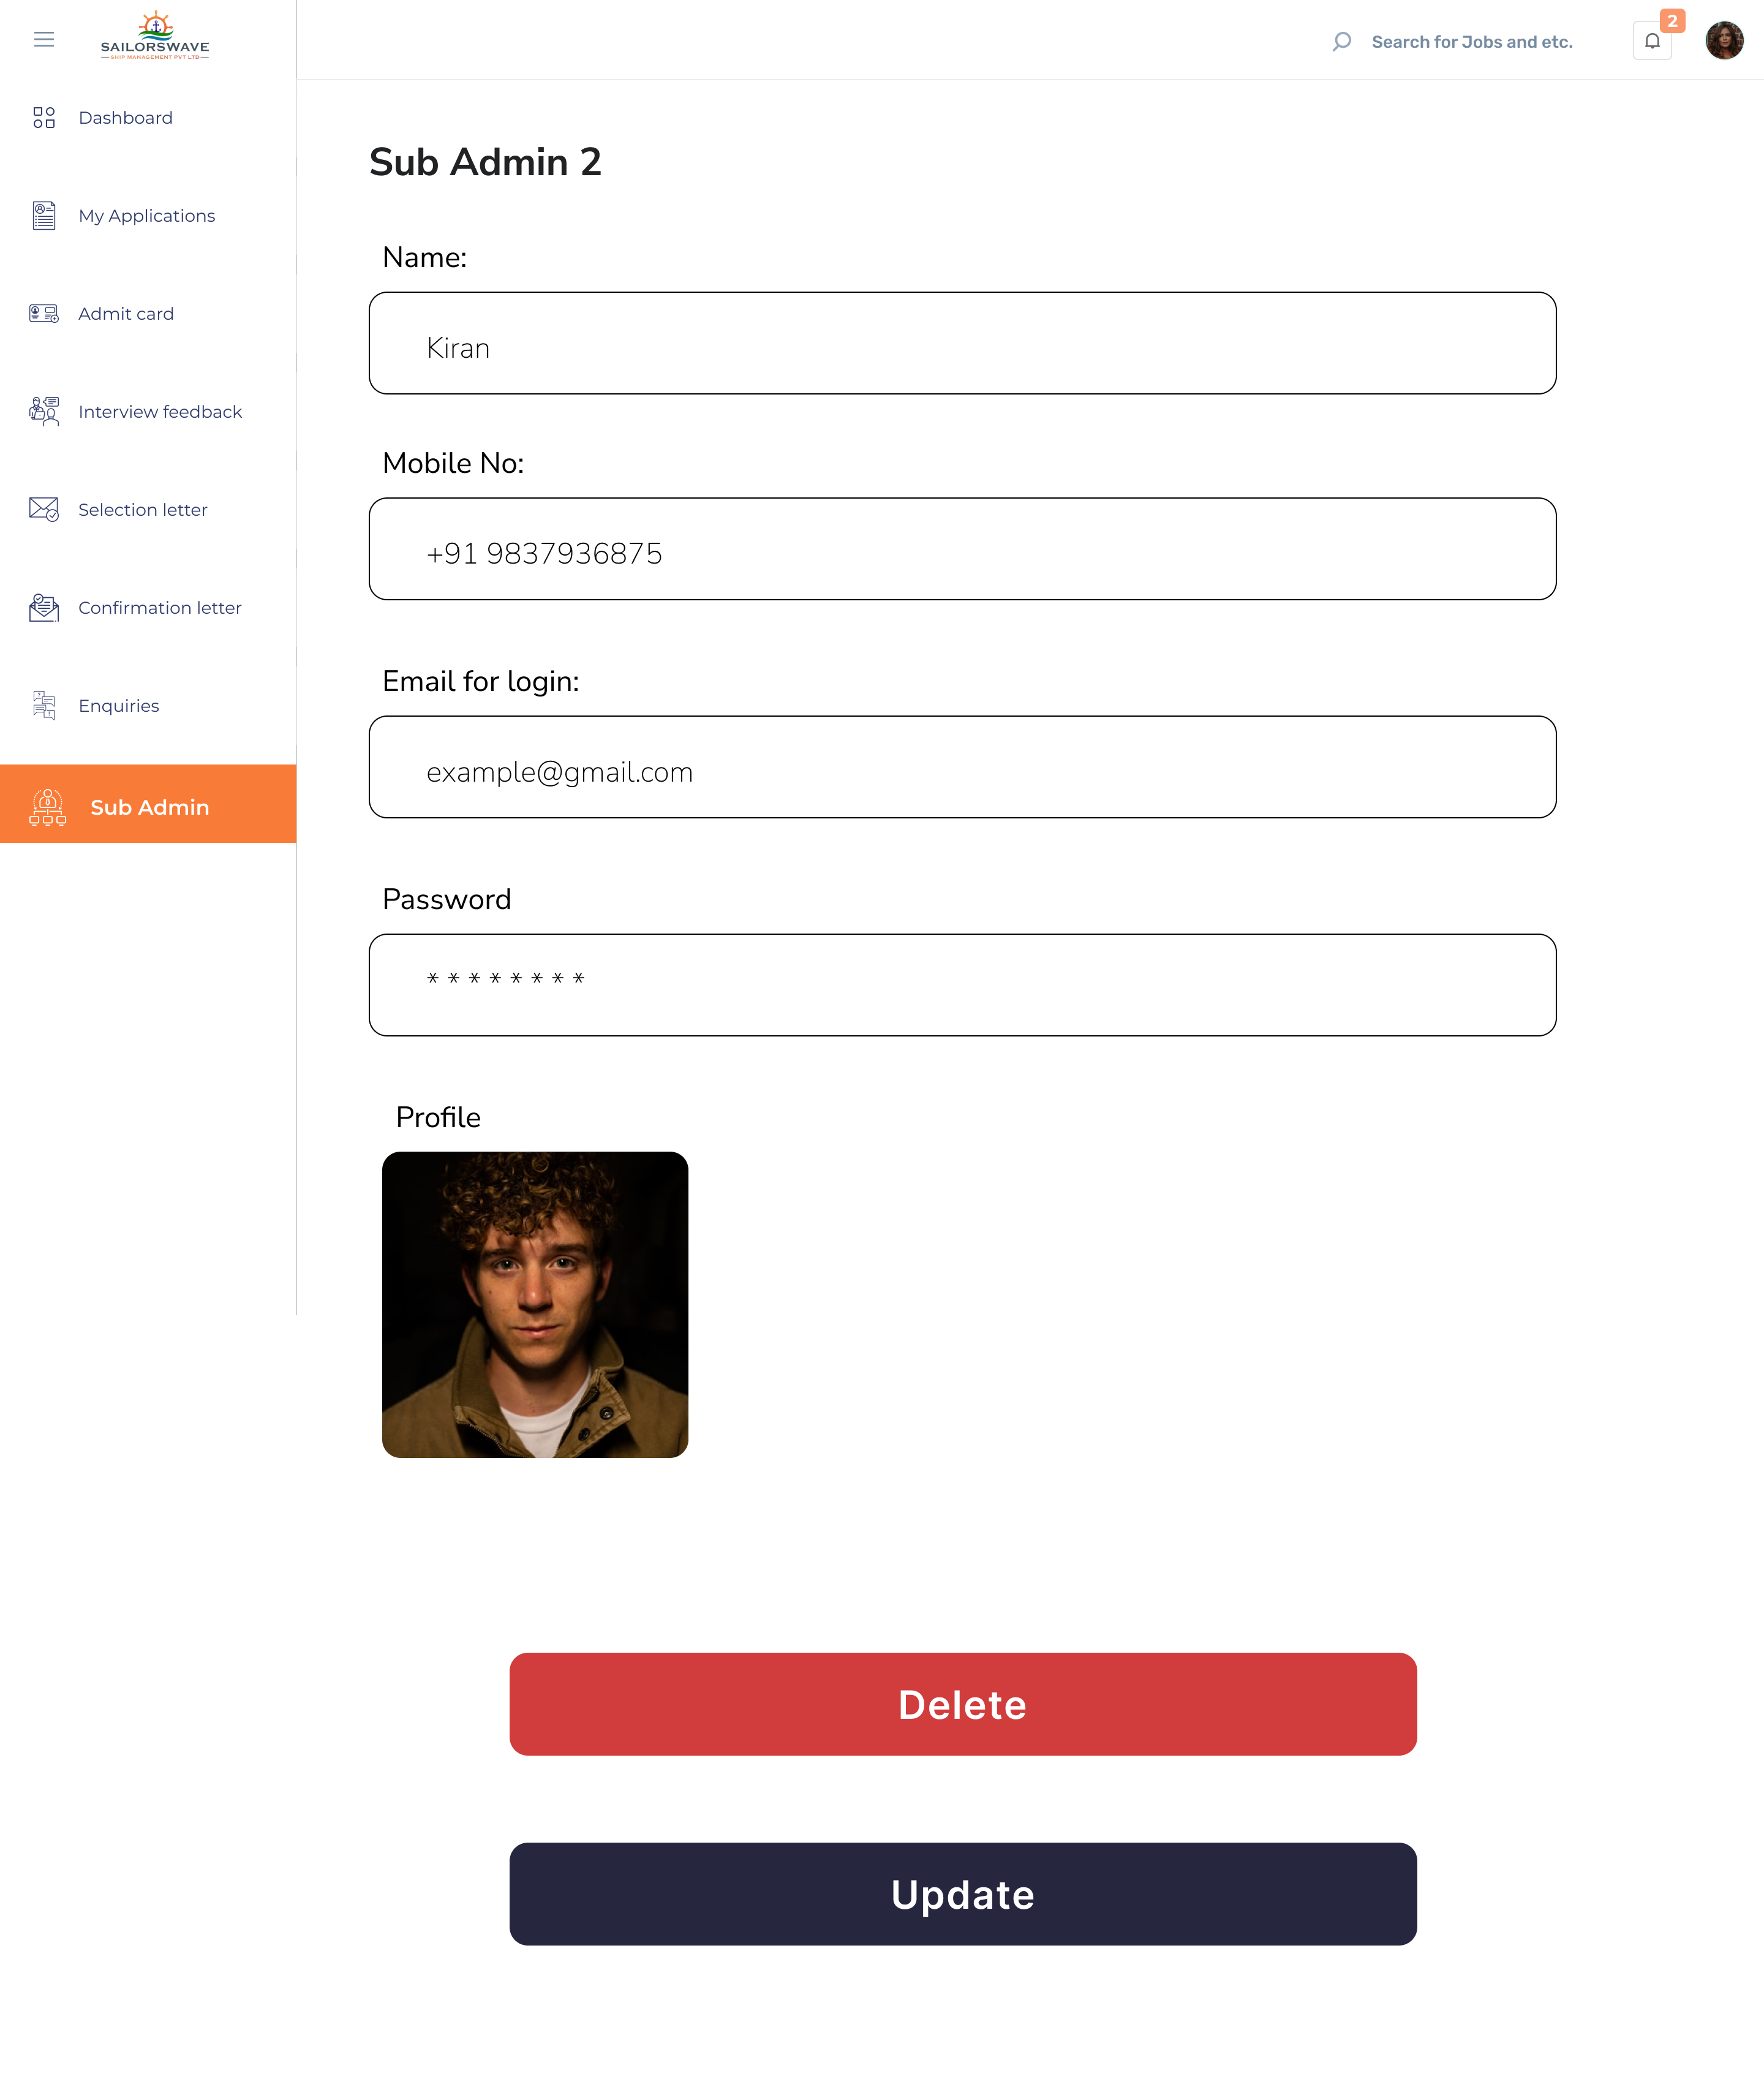 SAILORSWAVE
SHIP MANAGEMENT PVT LTD
Search for Jobs and etc.
2
Dashboard
My Applications
Admit card
Interview feedback
Selection letter
Confirmation letter
Enquiries
Sub Admin
Sub Admin 2
Name:
Kiran
Mobile No:
+91 9837936875
Email for login:
example@gmail.com
Password
* * * * * * * *
Profile
Delete
Update